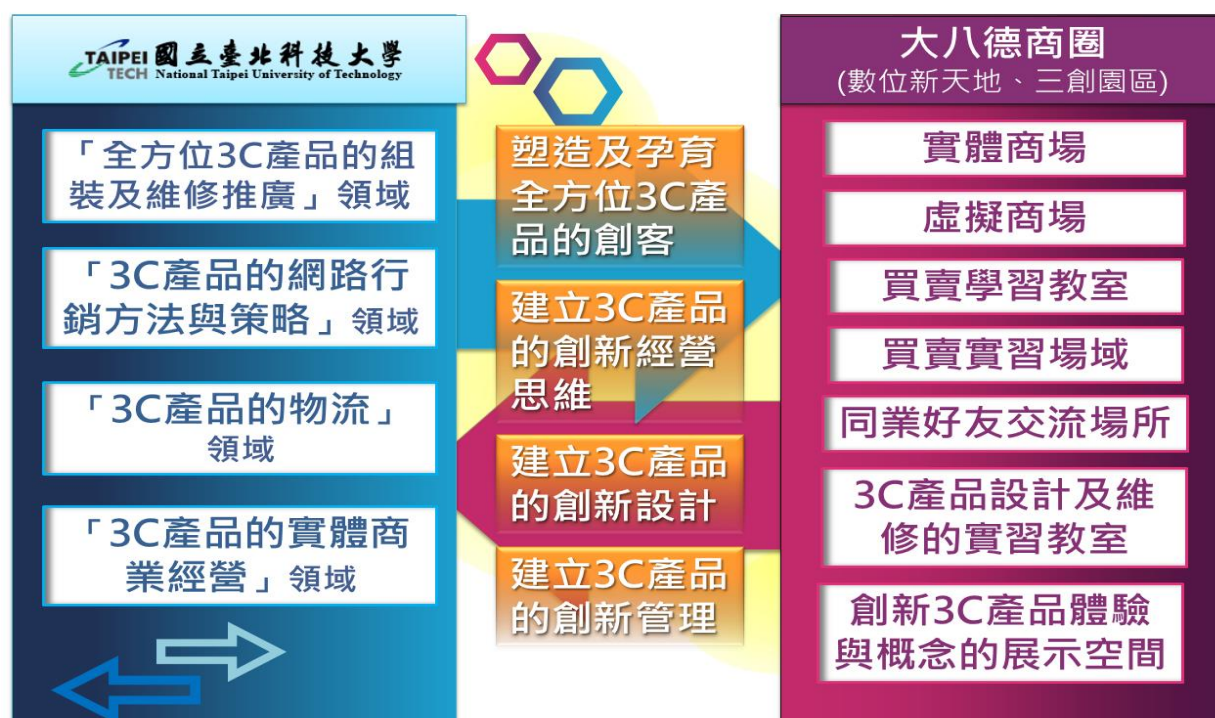 TAIPEI TECH 國立臺北科技大學
National Taipei University of Technology
「全方位3C產品的組
裝及維修推廣」領域
「3C產品的網路行
銷方法與策略」領域
「3C產品的物流」
領域
「3C產品的實體商
業經營」領域
塑造及孕育
全方位3C產
品的創客
建立3C產品
的創新經營
思維
建立3C產品
的創新設計
建立3C產品
的創新管理
大八德商圈
(數位新天地、三創園區)
實體商場
虛擬商場
買賣學習教室
買賣實習場域
同業好友交流場所
3C產品設計及維
修的實習教室
創新3C產品體驗
與概念的展示空間